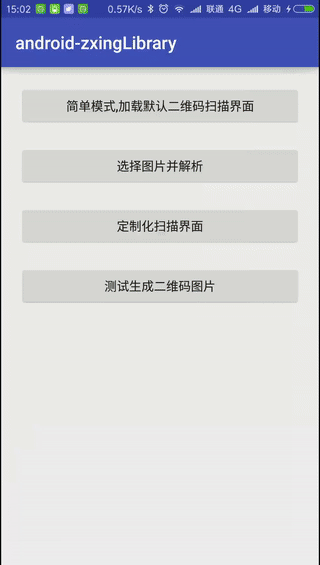 15:02 0.57K/s 联通 4G 移动
android-zxingLibrary
简单模式,加载默认二维码扫描界面
选择图片并解析
定制化扫描界面
测试生成二维码图片